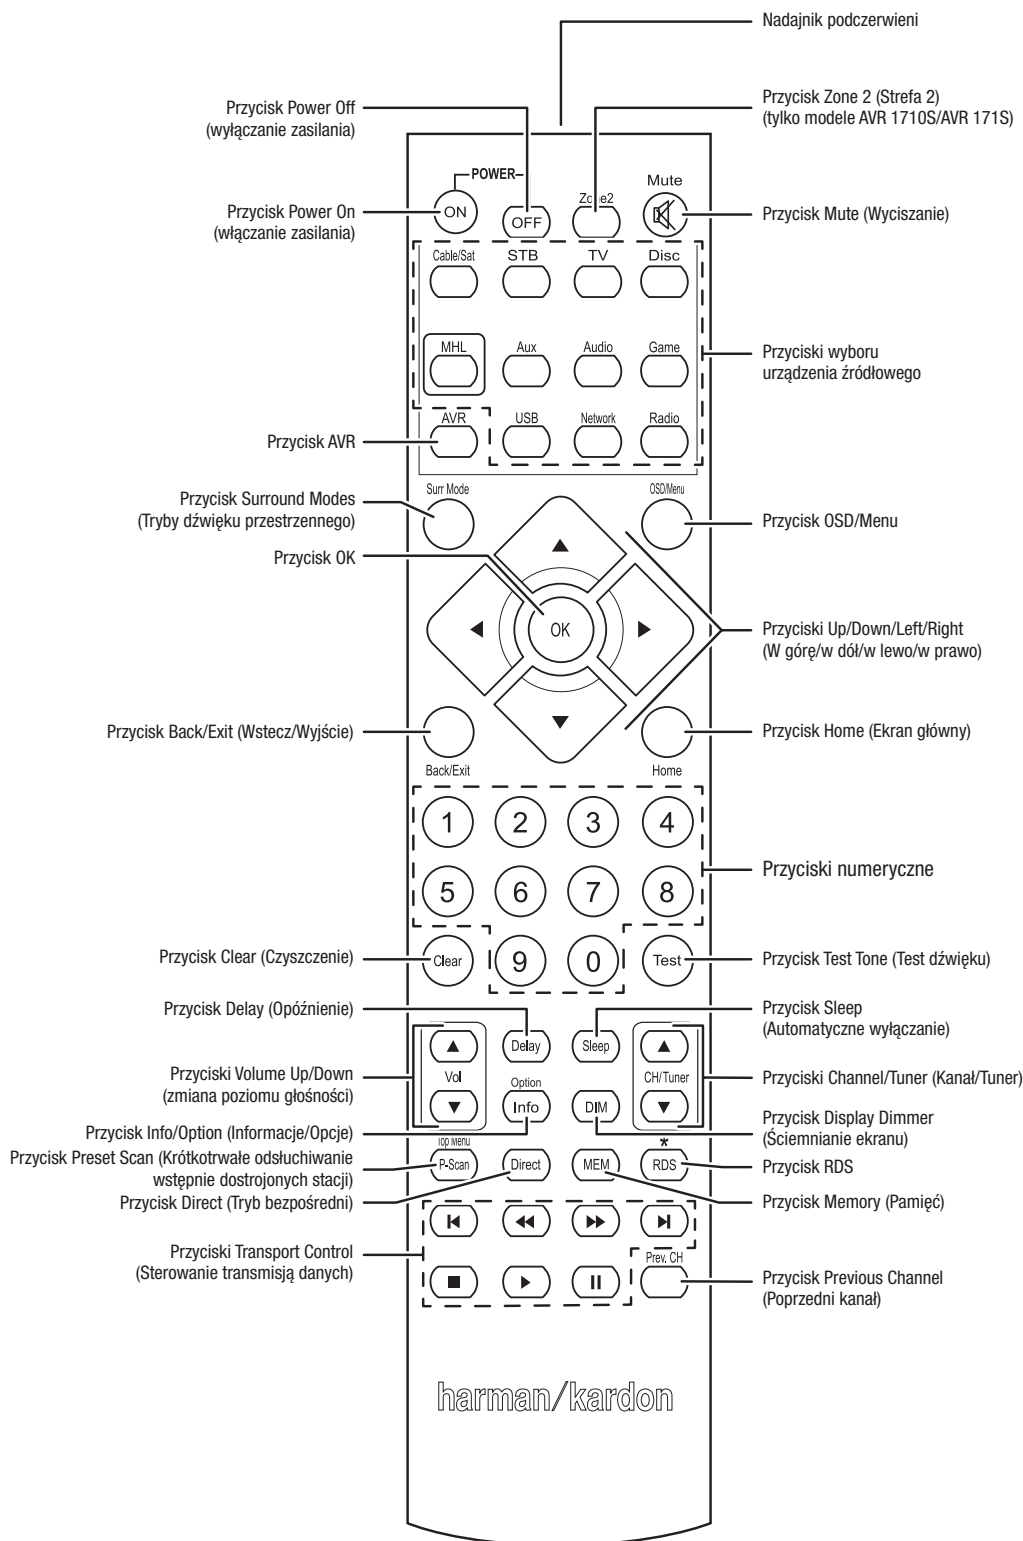 Nadajnik podczerwieni
Przycisk Power Off
(wyłączanie zasilania)
Przycisk Zone 2 (Strefa 2)
(tylko modele AVR 1710S/AVR 171S)
POWER
Mute
Zone2
ON
OFF
Przycisk Power On
(włączanie zasilania)
Przycisk Mute (Wyciszanie)
Cable/Sat
STB
TV
Disc
MHL
Aux
Audio
Game
Przyciski wyboru
urządzenia źródłowego
AVR
USB
Network
Radio
Przycisk AVR
Surr Mode
OSD/Menu
Przycisk Surround Modes
(Tryby dźwięku przestrzennego)
Przycisk OSD/Menu
Przycisk OK
OK
Przyciski Up/Down/Left/Right
(W górę/w dół/w lewo/w prawo)
Przycisk Back/Exit (Wstecz/Wyjście)
Przycisk Home (Ekran główny)
Back/Exit
Home
1 2 3 4
5 6 7 8
Przyciski numeryczne
Przycisk Clear (Czyszczenie)
Clear
9 0
Test
Przycisk Test Tone (Test dźwięku)
Przycisk Delay (Opóźnienie)
Przycisk Sleep
(Automatyczne wyłączanie)
Delay
Sleep
Vol
CH/Tuner
Przyciski Volume Up/Down
(zmiana poziomu głośności)
Przyciski Channel/Tuner (Kanał/Tuner)
Option
Info
DIM
Przycisk Display Dimmer
(Ściemnianie ekranu)
Przycisk Info/Option (Informacje/Opcje)
Top Menu
*
P-Scan
Direct
MEM
RDS
Przycisk Preset Scan (Krótkotrwałe odsłuchiwanie
wstępnie dostrojonych stacji)
Przycisk RDS
Przycisk Direct (Tryb bezpośredni)
Przycisk Memory (Pamięć)
Przyciski Transport Control
(Sterowanie transmisją danych)
Prev. CH
Przycisk Previous Channel
(Poprzedni kanał)
harman/kardon